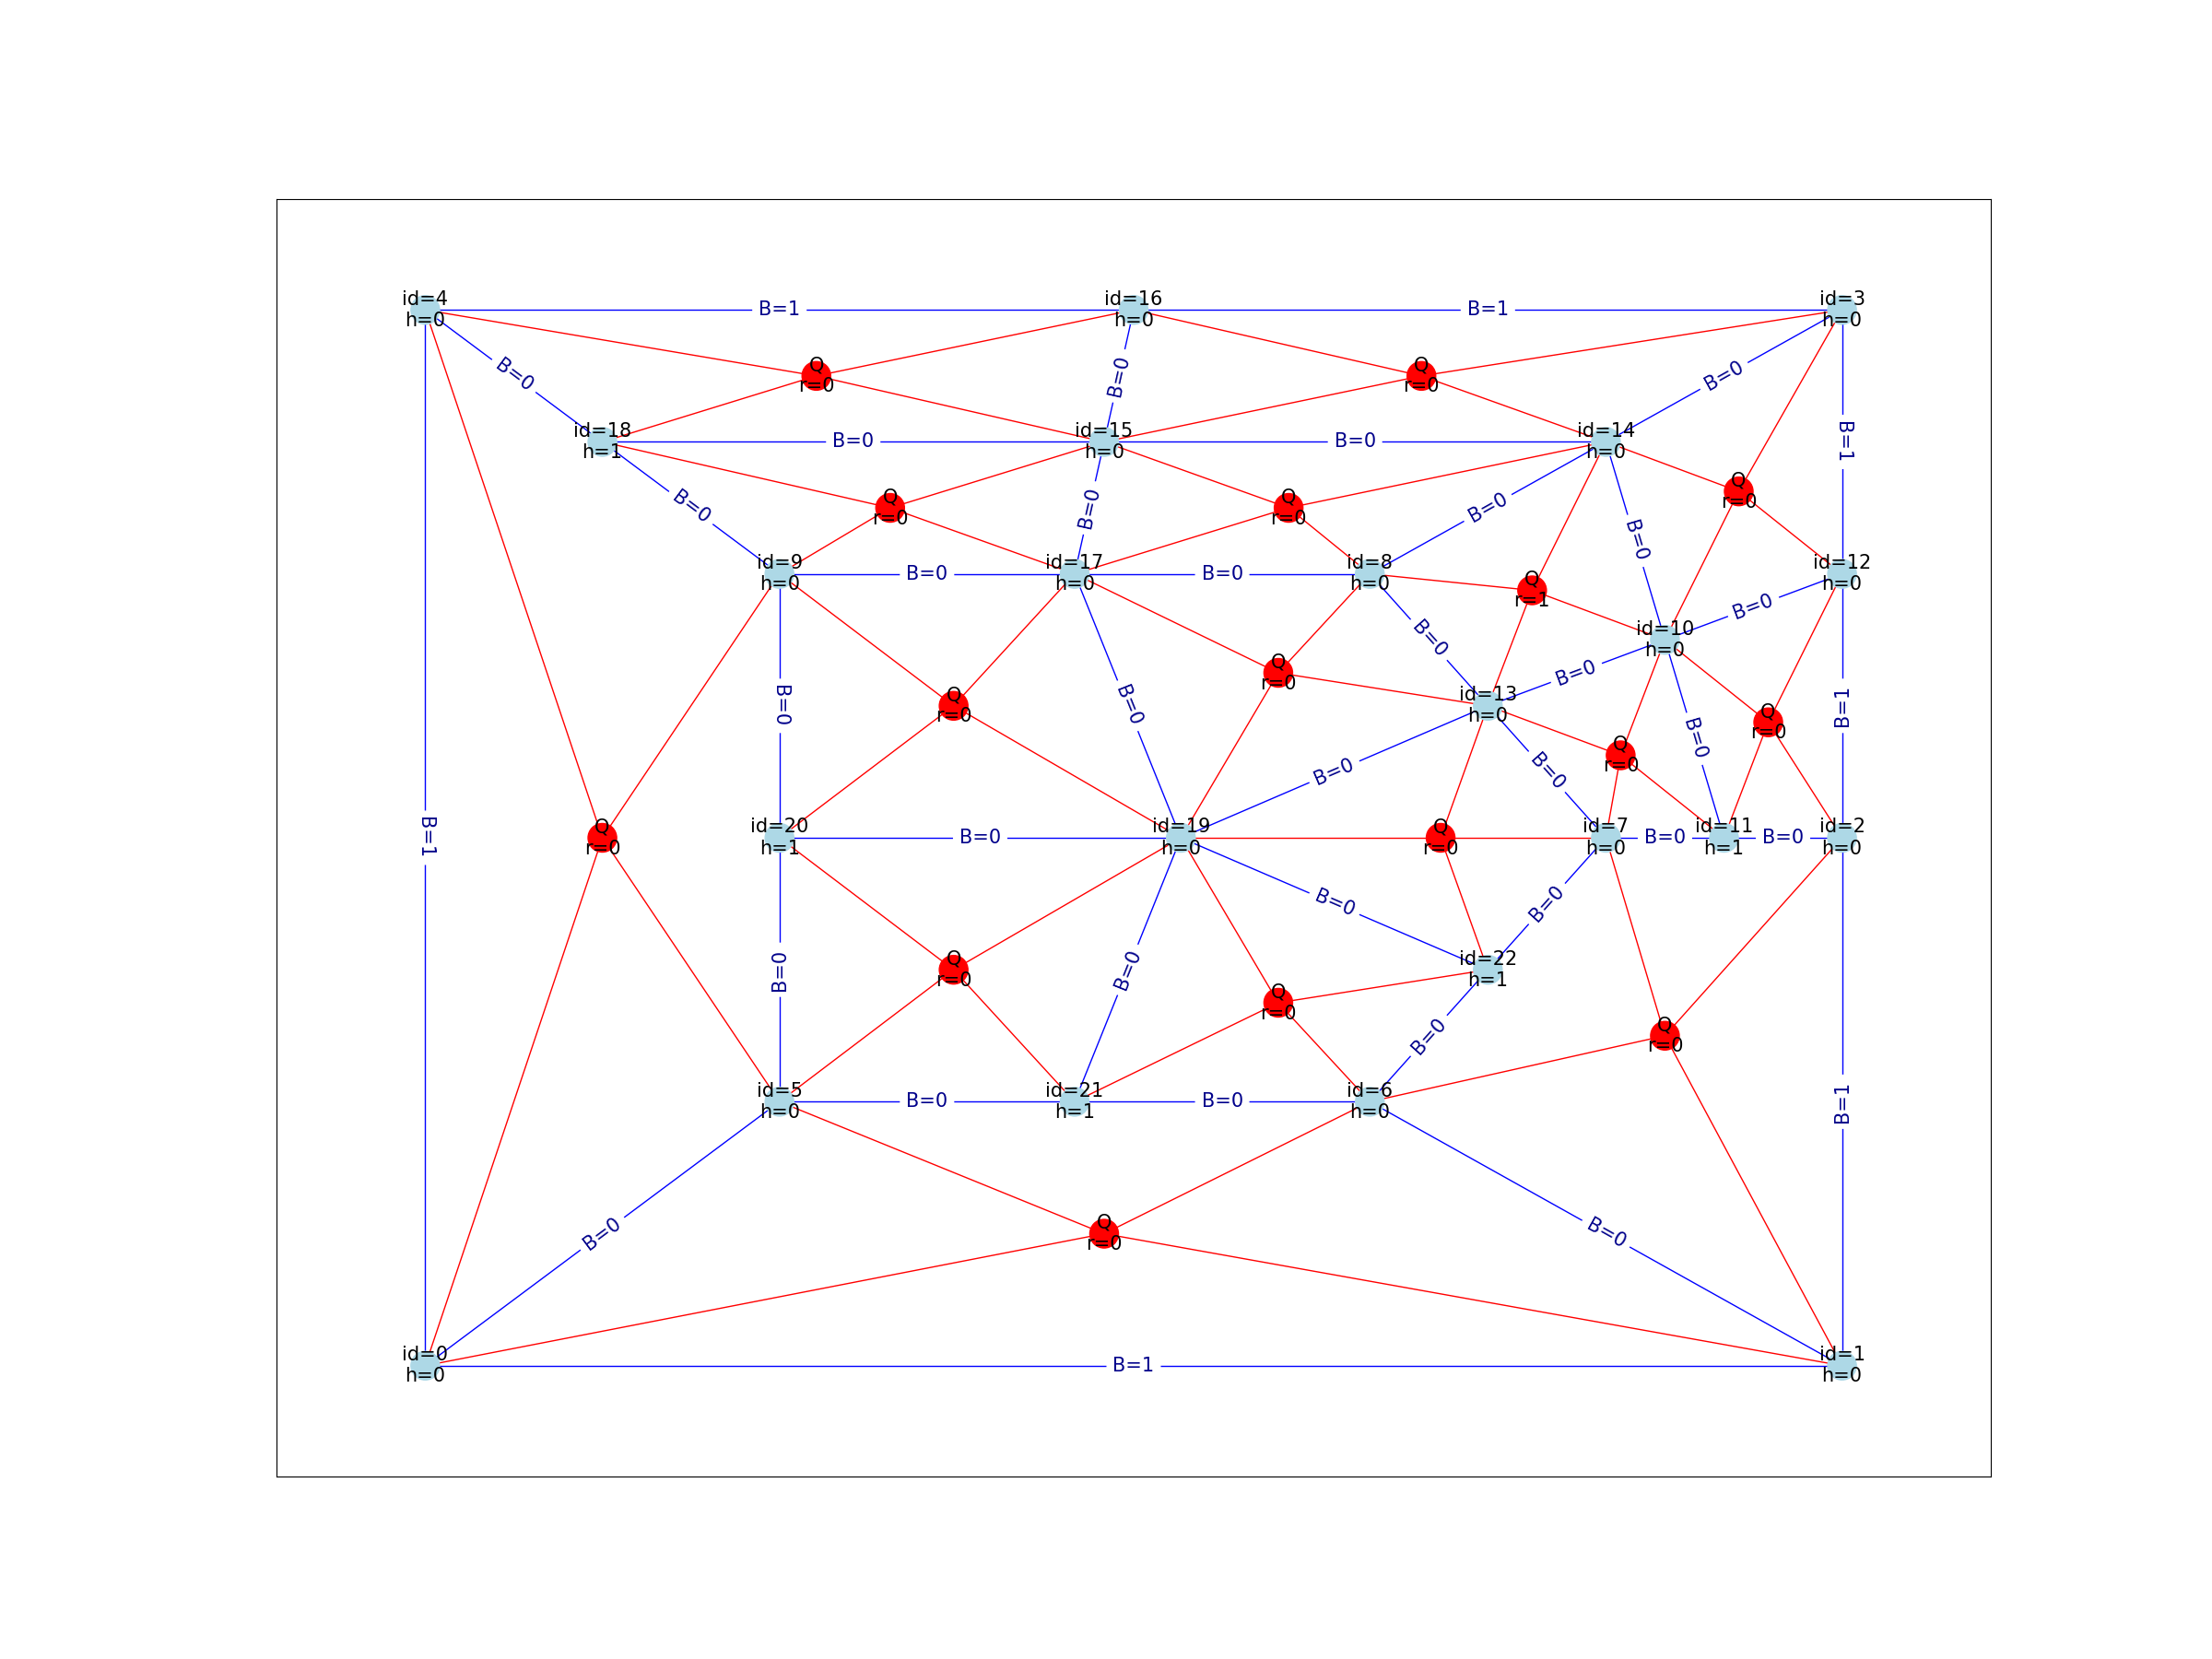 id=4
h=0
B=1
id=16
h=0
B=1
id=3
h=0
B=0
Q
r=0
B=0
Q
r=0
B=0
id=18
h=1
B=0
id=15
h=0
B=0
id=14
h=0
B=1
B=0
Q
r=0
B=0
Q
r=0
B=0
Q
r=0
B=0
id=9
h=0
B=0
id=17
h=0
B=0
id=8
h=0
Q
r=1
id=12
h=0
B=0
B=0
id=10
h=0
Q
r=0
B=0
B=0
Q
r=0
B=0
id=13
h=0
B=0
Q
r=0
B=1
B=0
B=0
Q
r=0
B=1
Q
r=0
id=20
h=1
B=0
id=19
h=0
Q
r=0
id=7
h=0
B=0
id=11
h=1
B=0
id=2
h=0
B=0
B=0
B=0
Q
r=0
B=0
id=22
h=1
Q
r=0
B=0
Q
r=0
id=5
h=0
B=0
id=21
h=1
B=0
id=6
h=0
B=1
B=0
Q
r=0
B=0
id=0
h=0
B=1
id=1
h=0